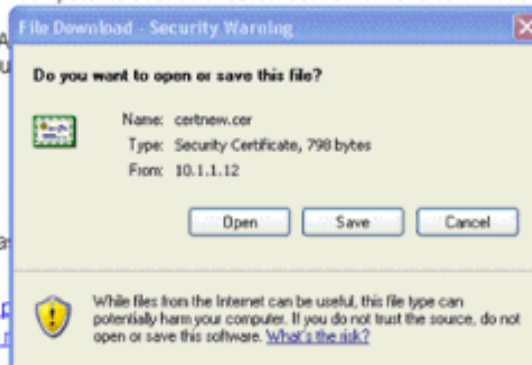 File Download - Security Warning
Do you want to open or save this file?
Name: certnew.cer
Type: Security Certificate, 798 bytes
From: 10.1.1.12
Open Save Cancel
While files from the Internet can be useful, this file type can
potentially harm your computer. If you do not trust the source, do not
open or save this software. What's the risk?